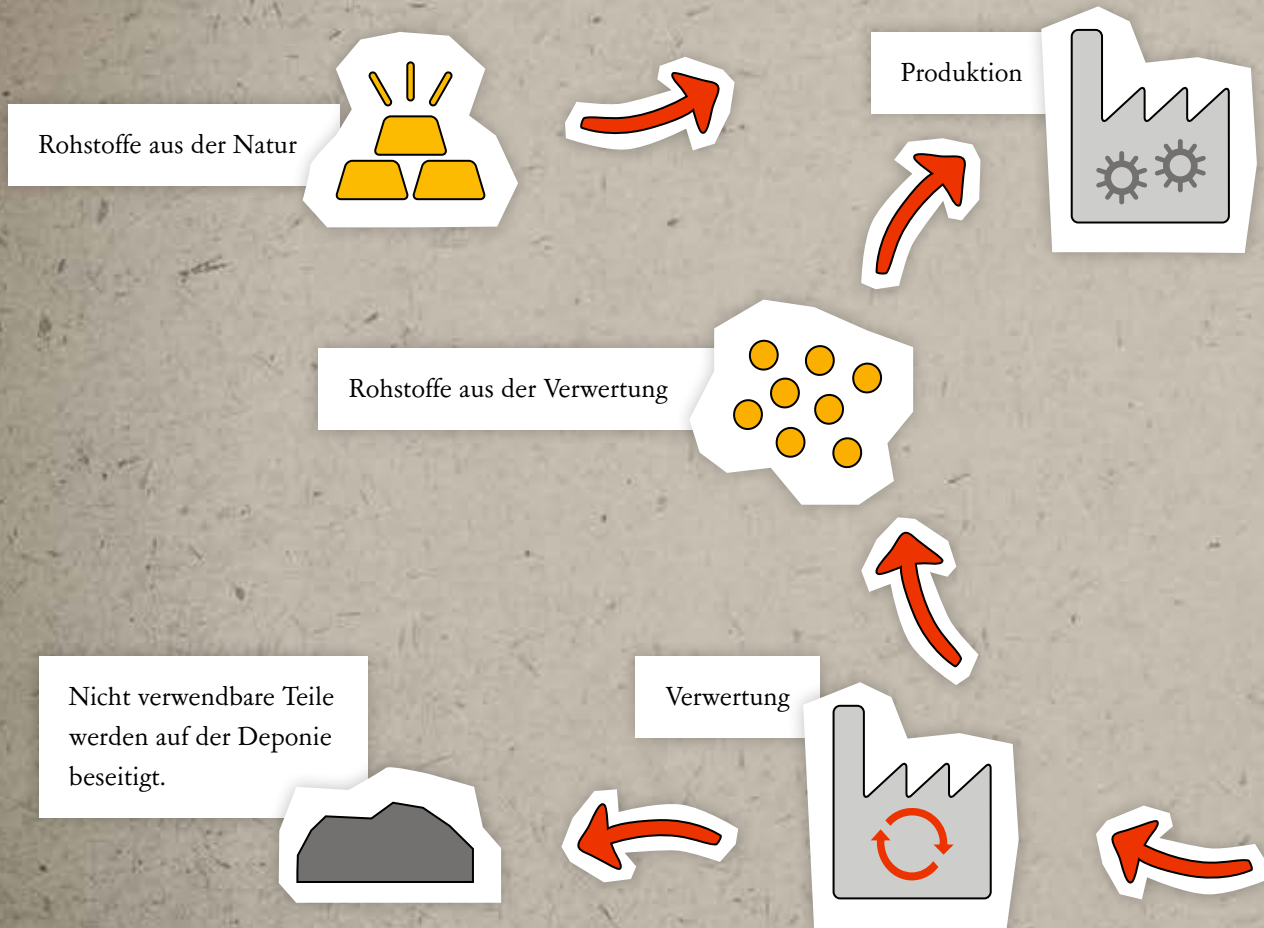 Produktion
Rohstoffe aus der Natur
Rohstoffe aus der Verwertung
Nicht verwendbare Teile
werden auf der Deponie
beseitigt.
Verwertung